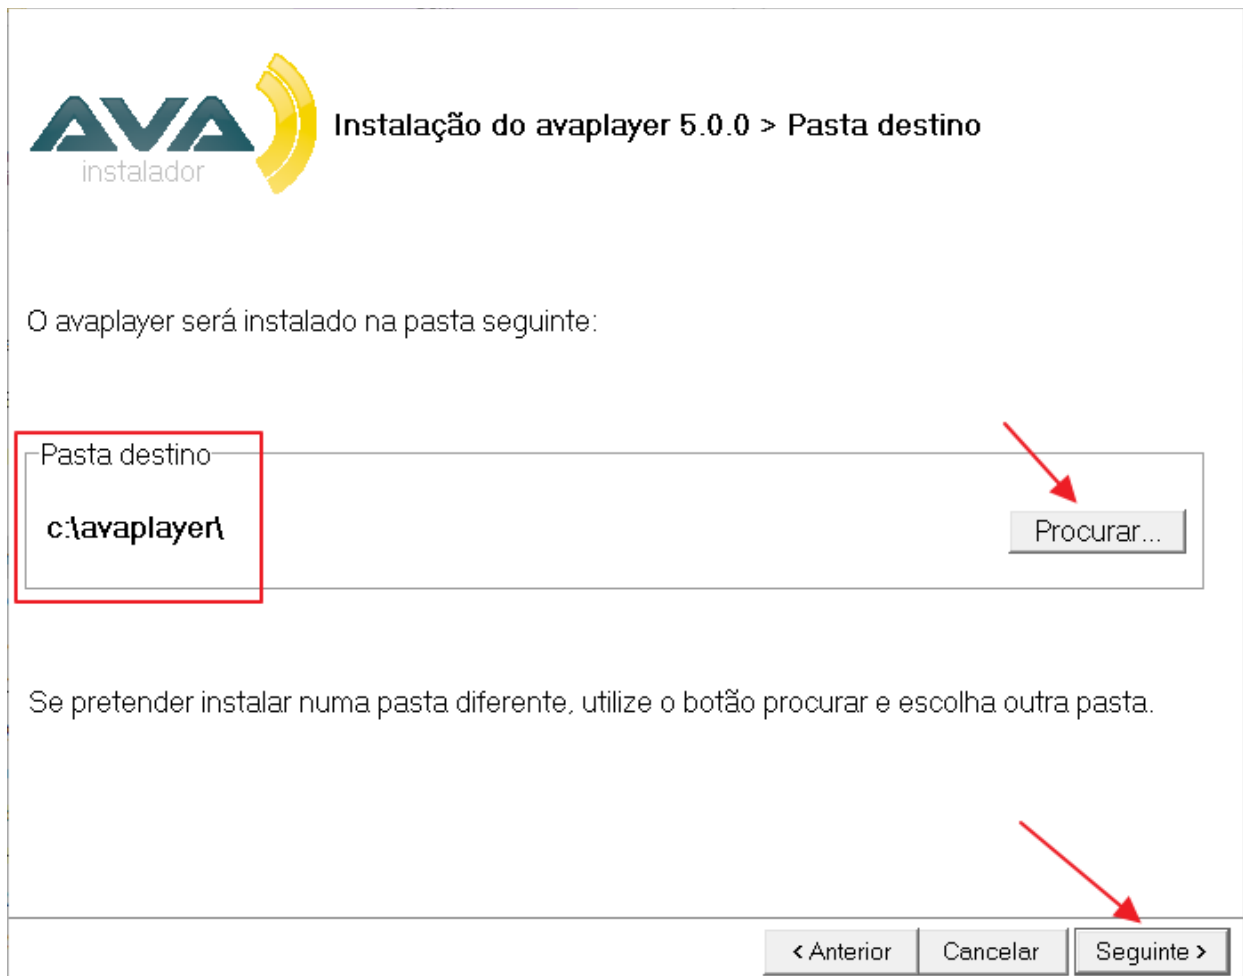 AVA
instalador
Instalação do avaplayer 5.0.0 > Pasta destino
O avaplayer será instalado na pasta seguinte:
Pasta destino
c:\avaplayer\
Procurar...
Se pretender instalar numa pasta diferente, utilize o botão procurar e escolha outra pasta.
< Anterior
Cancelar
Seguinte >